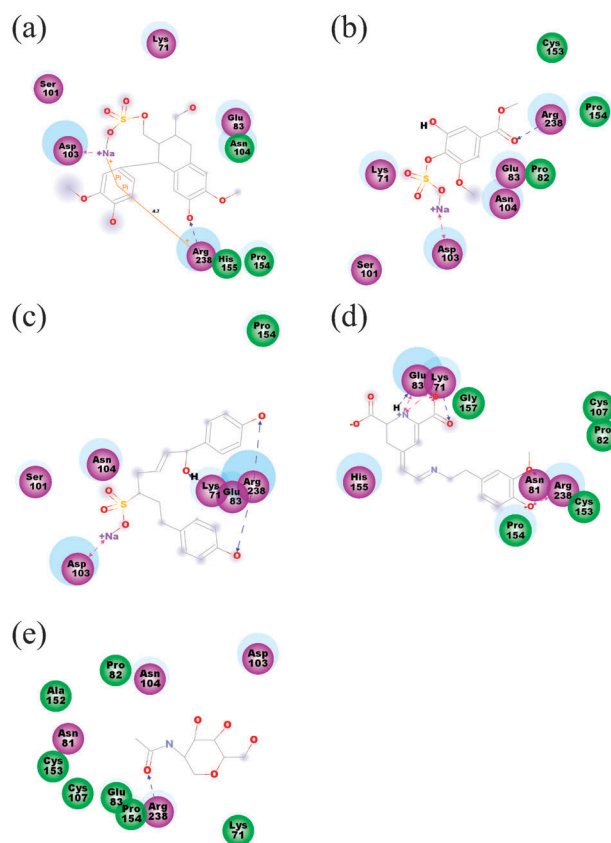 (a)
Lys
71
Ser
101
O
O
S
O
O
O
Glu
83
Asn
104
Asp
103
+Na
Pi
Pi
O
O
4.1
O
O
Arg
238
His
155
Pro
154
(b)
Cys
153
O
Arg
238
Pro
154
H
O
O
Lys
71
O
Glu
83
Pro
82
O
S
O
O
O
Asn
104
+Na
Asp
103
Ser
101
(c)
Pro
154
O
Asn
104
Ser
101
O
H
Lys
71
Glu
83
Arg
238
O
S
O
O
+Na
Asp
103
O
(d)
Glu
83
Lys
71
O
H
N
O
-O
O
Gly
157
Cys
107
Pro
82
His
155
N
O
Asn
81
Arg
238
-O
Cys
153
Pro
154
(e)
Pro
82
Asn
104
Asp
103
Ala
152
O
O
Asn
81
N
O
Cys
153
O
O
Cys
107
Glu
83
Pro
154
Arg
238
Lys
71